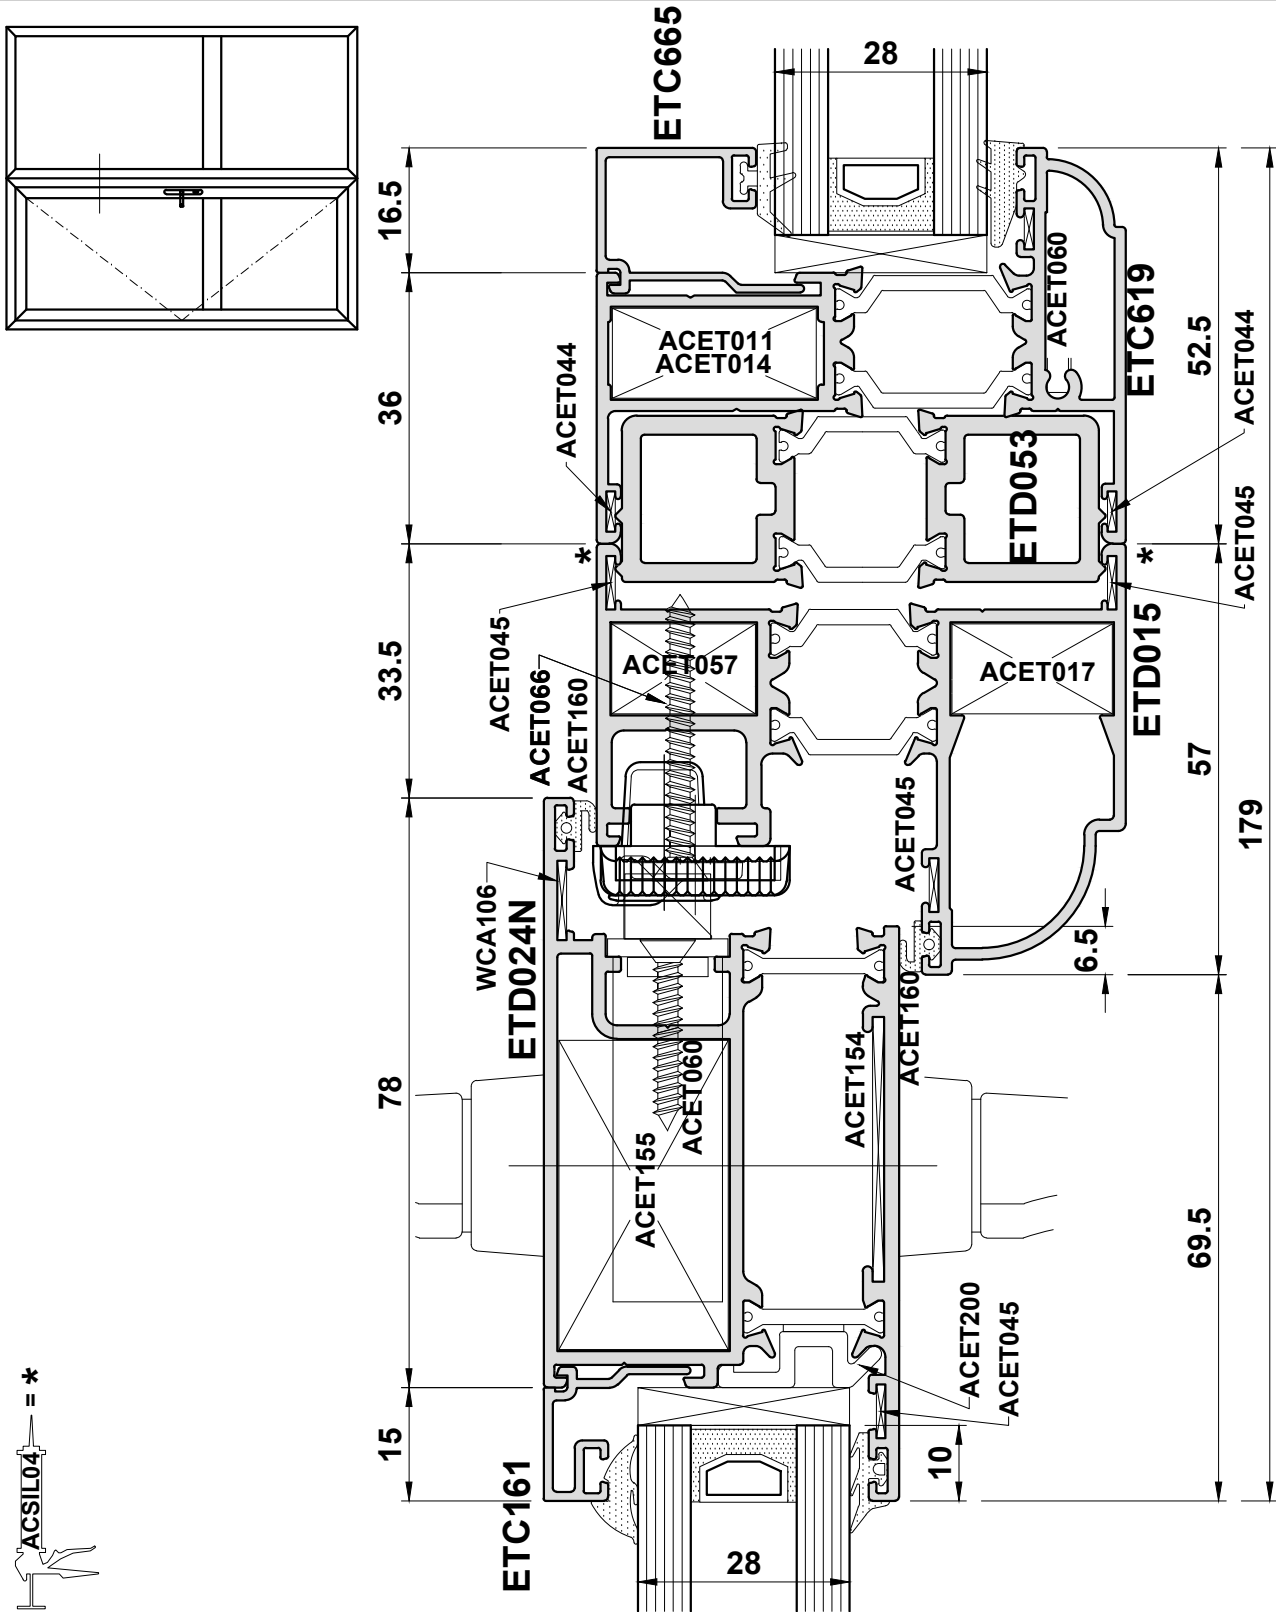 ETC665
28
16.5
ACET060
ETC619
52.5
ACET044
ACET011
ACET014
36
ACET044
ETD053
ACET045
*
*
33.5
ACET045
ACET066
ACET160
ACET057
ACET017
ETD015
57
179
ACET045
WCA106
ETD024N
6.5
ACET160
78
ACET060
ACET154
ACET155
69.5
ACET200
ACET045
15
10
ETC161
28
= *
ACSIL04